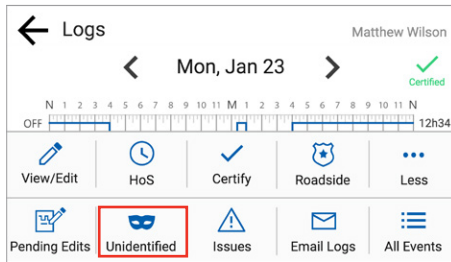 Logs
Matthew Wilson
Mon, Jan 23
Certified
N 1 2 3 4 5 6 7 8 9 10 11 M 1 2 3 4 5 6 7 8 9 10 11 N
OFF 12h34
View/Edit HoS Certify Roadside Less
Pending Edits Unidentified Issues Email Logs All Events